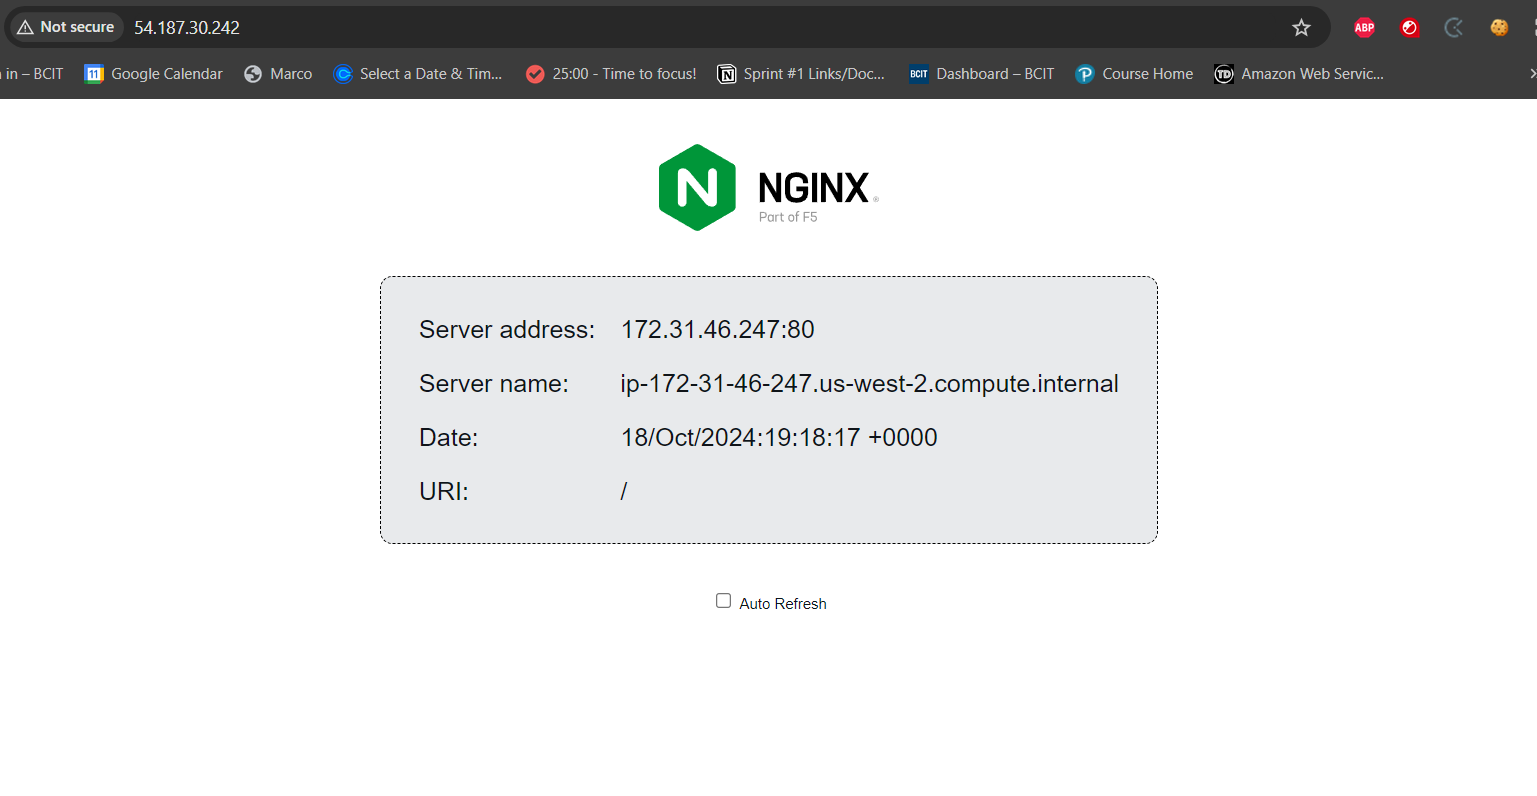 Not secure 54.187.30.242 ABP
in – BCIT 11 Google Calendar Marco Select a Date & Tim... 25:00 - Time to focus! Sprint #1 Links/Doc... BCIT Dashboard – BCIT Course Home TD Amazon Web Servic...
NGINX
Part of F5
Server address: 172.31.46.247:80
Server name: ip-172-31-46-247.us-west-2.compute.internal
Date: 18/Oct/2024:19:18:17 +0000
URI: /
Auto Refresh